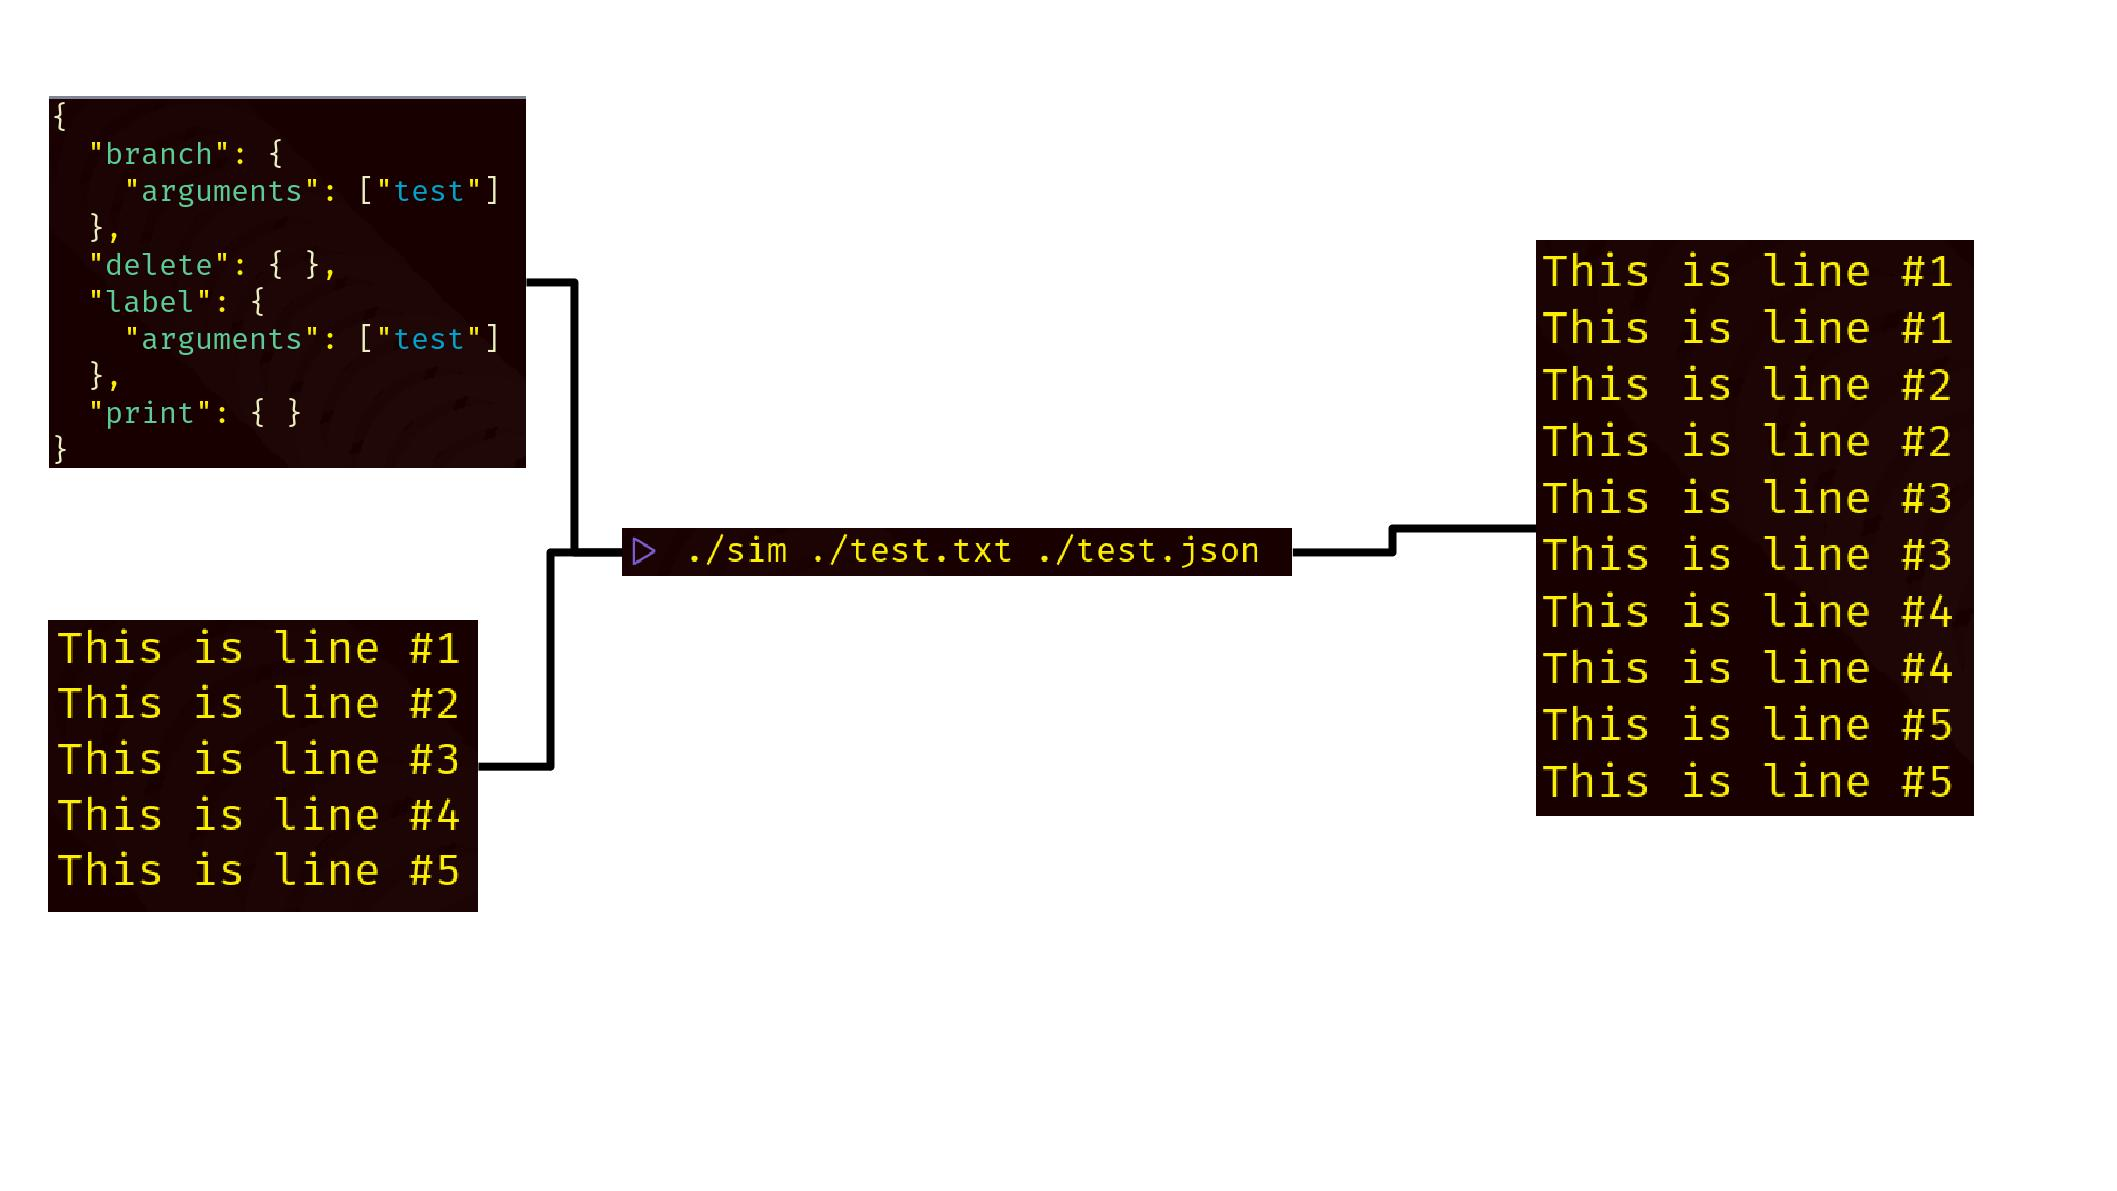 {
  "branch": {
    "arguments": ["test"]
  },
  "delete": { },
  "label": {
    "arguments": ["test"]
  },
  "print": { }
}
This is line #1
This is line #2
This is line #3
This is line #4
This is line #5
▷ ./sim ./test.txt ./test.json
This is line #1
This is line #1
This is line #2
This is line #2
This is line #3
This is line #3
This is line #4
This is line #4
This is line #5
This is line #5